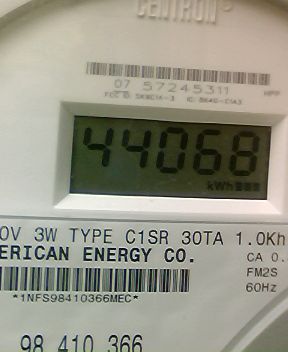 CENTRON®
07 57245311
44068
kWh
0V 3W TYPE C1SR 30TA 1.0Kh
ERICAN ENERGY CO.
CA 0.
FM2S
60Hz
*1NFS98410366MEC*
98 410 366